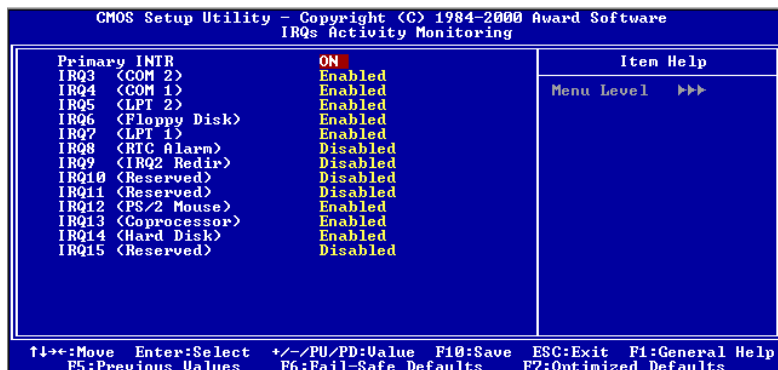 CMOS Setup Utility - Copyright (C) 1984-2000 Award Software
IRQs Activity Monitoring
Primary INTR ON
IRQ3 (COM 2) Enabled
IRQ4 (COM 1) Enabled
IRQ5 (LPT 2) Enabled
IRQ6 (Floppy Disk) Enabled
IRQ7 (LPT 1) Enabled
IRQ8 (RTC Alarm) Disabled
IRQ9 (IRQ2 Redir) Disabled
IRQ10 (Reserved) Disabled
IRQ11 (Reserved) Disabled
IRQ12 (PS/2 Mouse) Enabled
IRQ13 (Coprocessor) Enabled
IRQ14 (Hard Disk) Enabled
IRQ15 (Reserved) Disabled
Item Help
Menu Level ▸▸▸
↑↓→←:Move Enter:Select +/-/PU/PD:Value F10:Save ESC:Exit F1:General Help
F5:Previous Values F6:Fail-Safe Defaults F7:Optimized Defaults